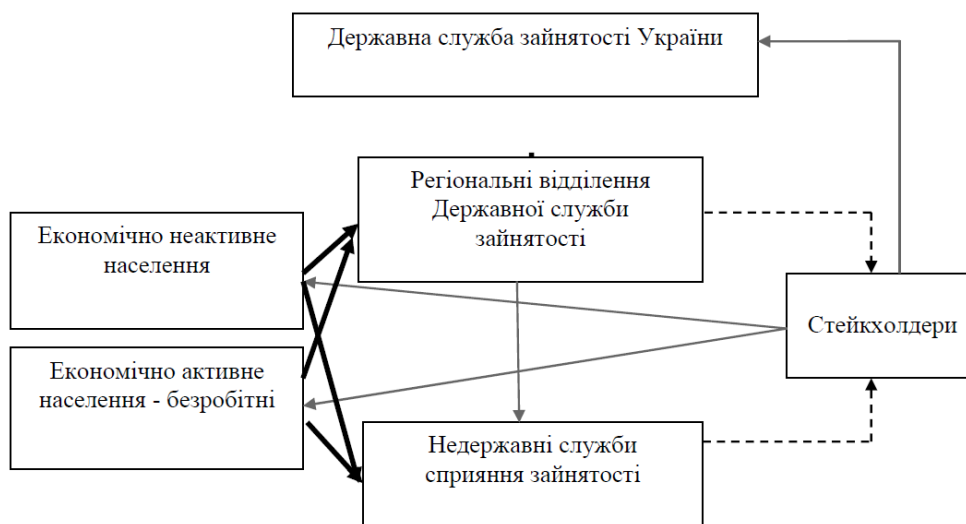 Державна служба зайнятості України
Регіональні відділення
Державної служби
зайнятості
Економічно неактивне
населення
Стейкхолдери
Економічно активне
населення - безробітні
Недержавні служби
сприяння зайнятості